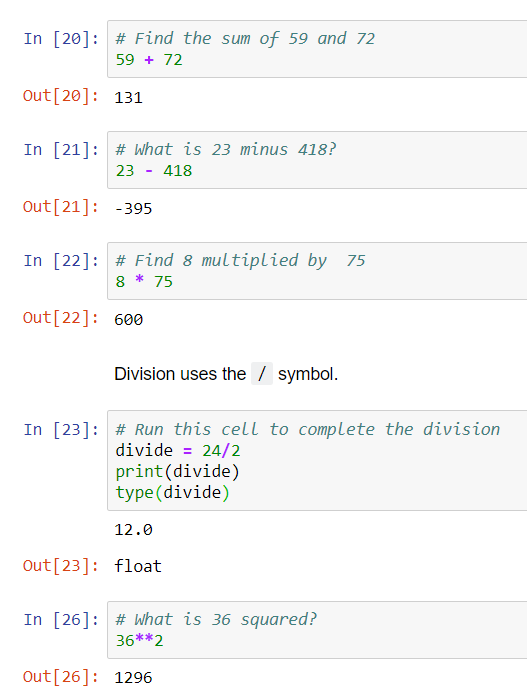 In [20]: # Find the sum of 59 and 72
59 + 72
Out[20]: 131
In [21]: # What is 23 minus 418?
23 - 418
Out[21]: -395
In [22]: # Find 8 multiplied by  75
8 * 75
Out[22]: 600
Division uses the / symbol.
In [23]: # Run this cell to complete the division
divide = 24/2
print(divide)
type(divide)
12.0
Out[23]: float
In [26]: # What is 36 squared?
36**2
Out[26]: 1296